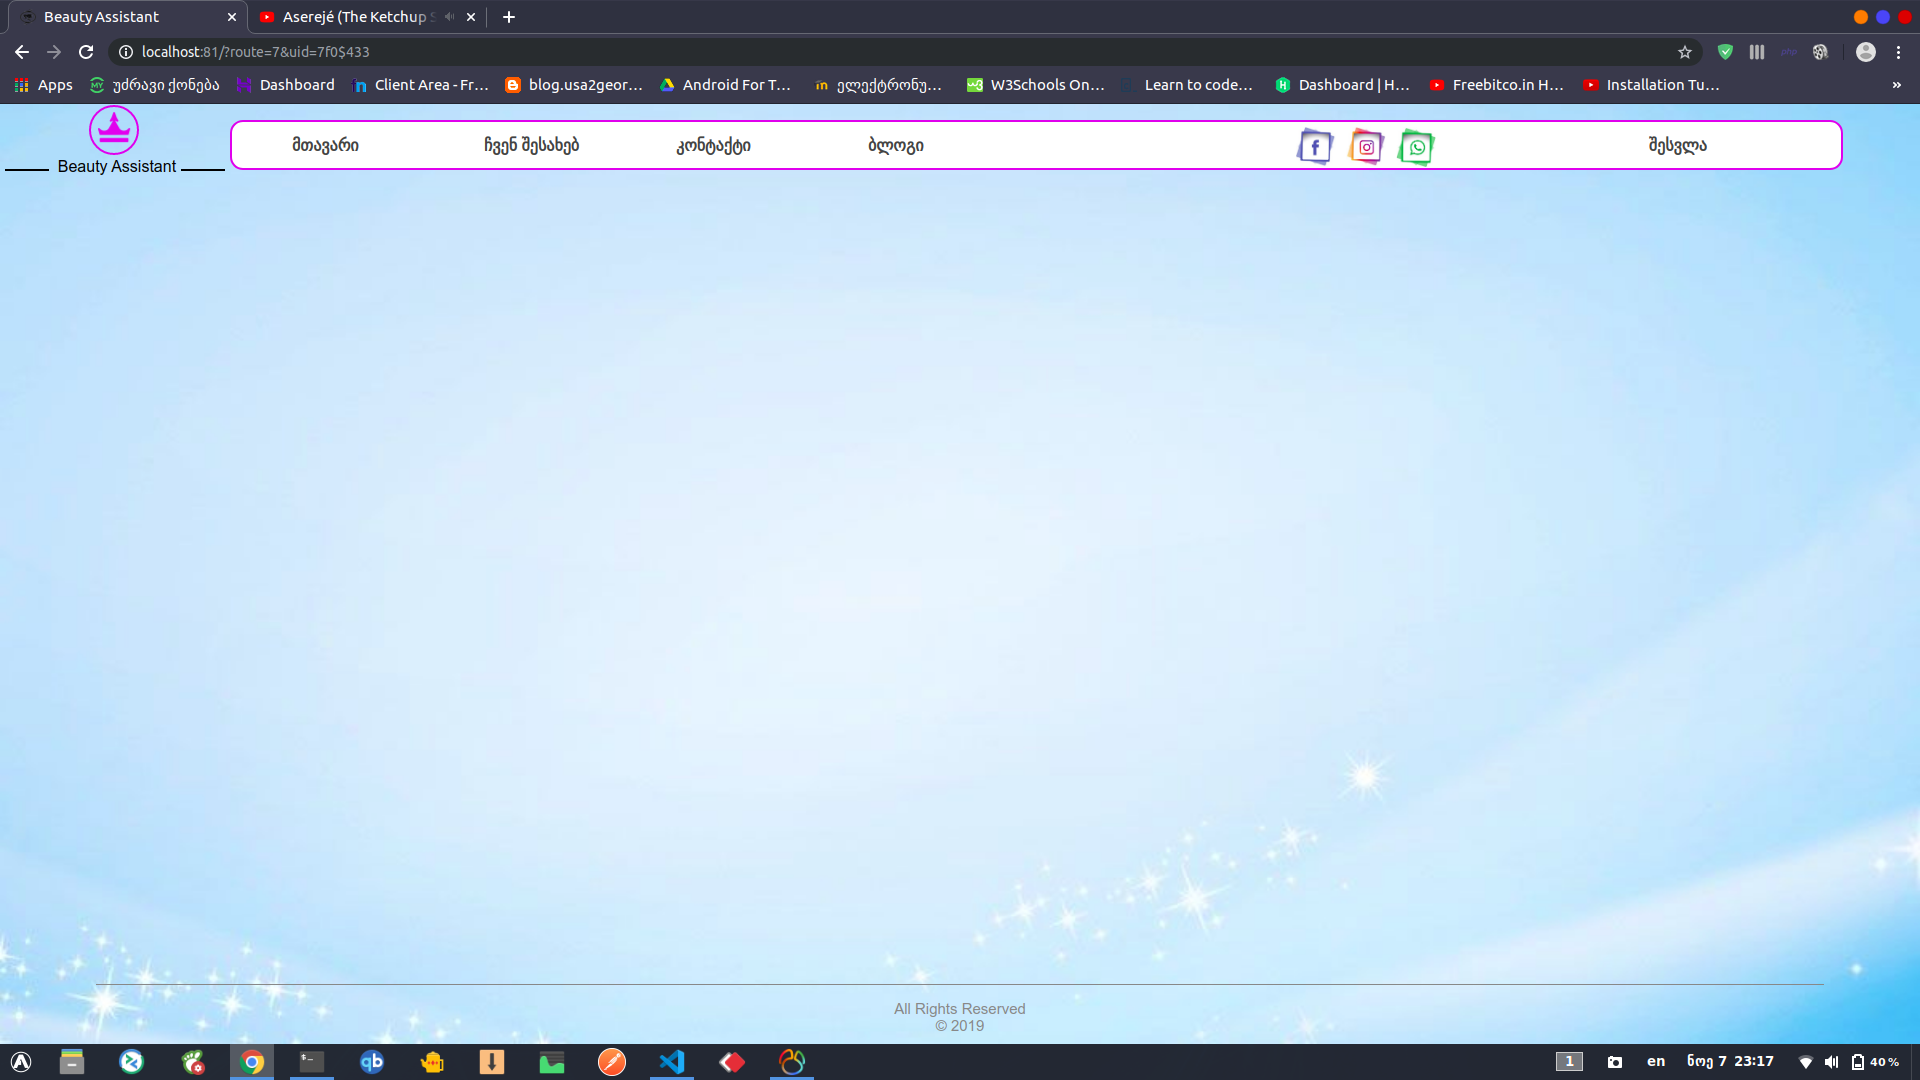 Beauty Assistant
Aserejé (The Ketchup
localhost:81/?route=7&uid=7f0$433
Apps
უძრავი ქონება
Dashboard
Client Area - Fr...
blog.usa2geor...
Android For T...
ელექტრონუ...
W3Schools On...
Learn to code...
Dashboard | H...
Freebitco.in H...
Installation Tu...
»
Beauty Assistant
მთავარი
ჩვენ შესახებ
კონტაქტი
ბლოგი
შესვლა
All Rights Reserved
© 2019
1
en
ნოე 7 23:17
40 %